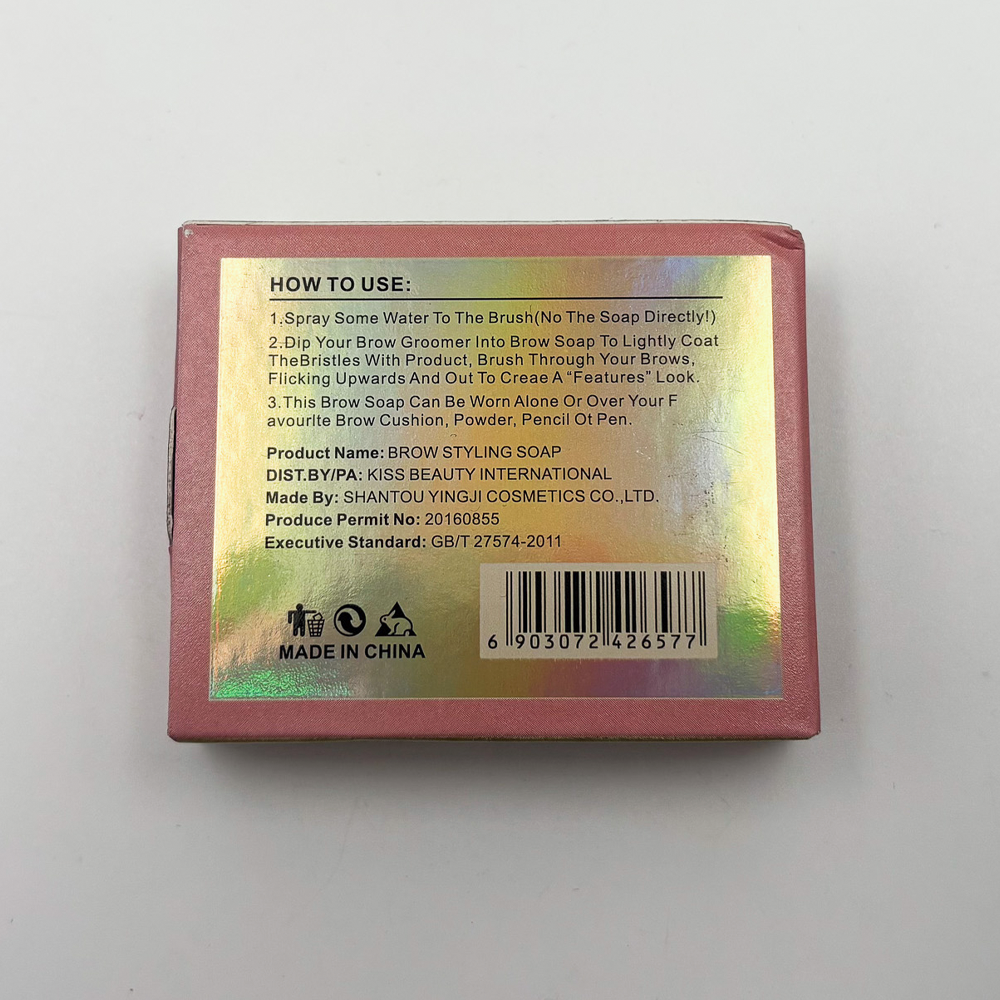 HOW TO USE:
1.Spray Some Water To The Brush(No The Soap Directly!)
2.Dip Your Brow Groomer Into Brow Soap To Lightly Coat
TheBristles With Product, Brush Through Your Brows,
Flicking Upwards And Out To Creae A “Features” Look.
3.This Brow Soap Can Be Worn Alone Or Over Your F
avourlte Brow Cushion, Powder, Pencil Ot Pen.
Product Name: BROW STYLING SOAP
DIST.BY/PA: KISS BEAUTY INTERNATIONAL
Made By: SHANTOU YINGJI COSMETICS CO.,LTD.
Produce Permit No: 20160855
Executive Standard: GB/T 27574-2011
MADE IN CHINA
6 903072 426577